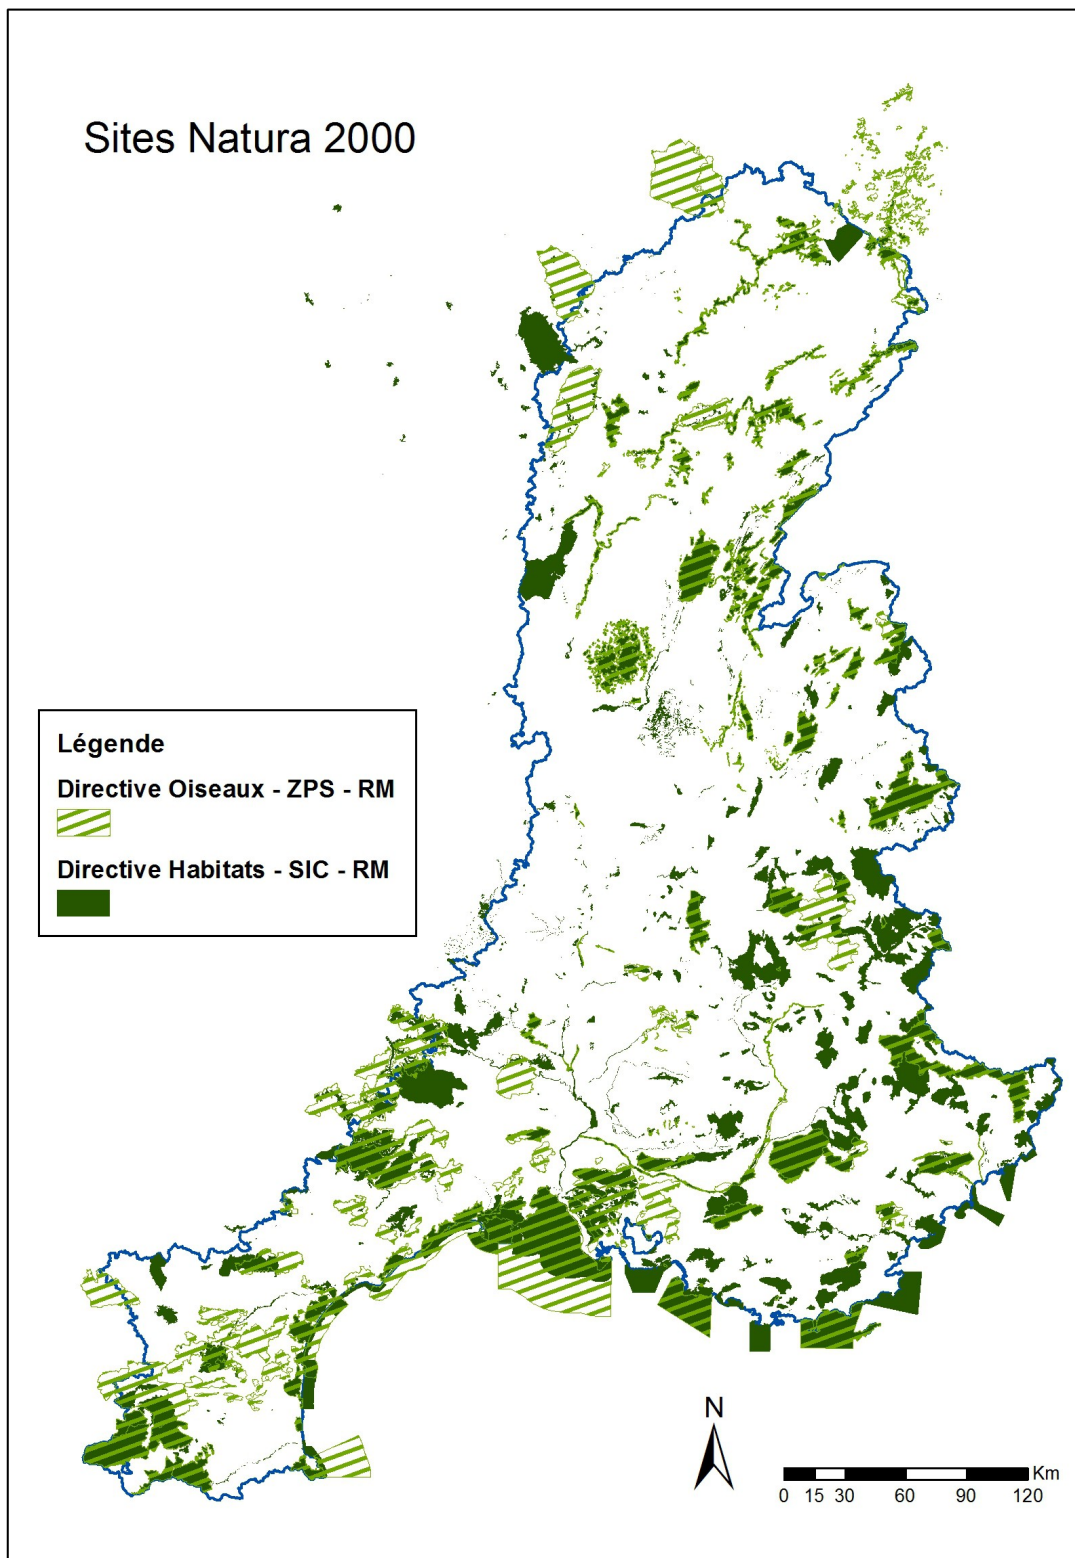 Sites Natura 2000
Légende
Directive Oiseaux - ZPS - RM
Directive Habitats - SIC - RM
N
Km
0 15 30 60 90 120